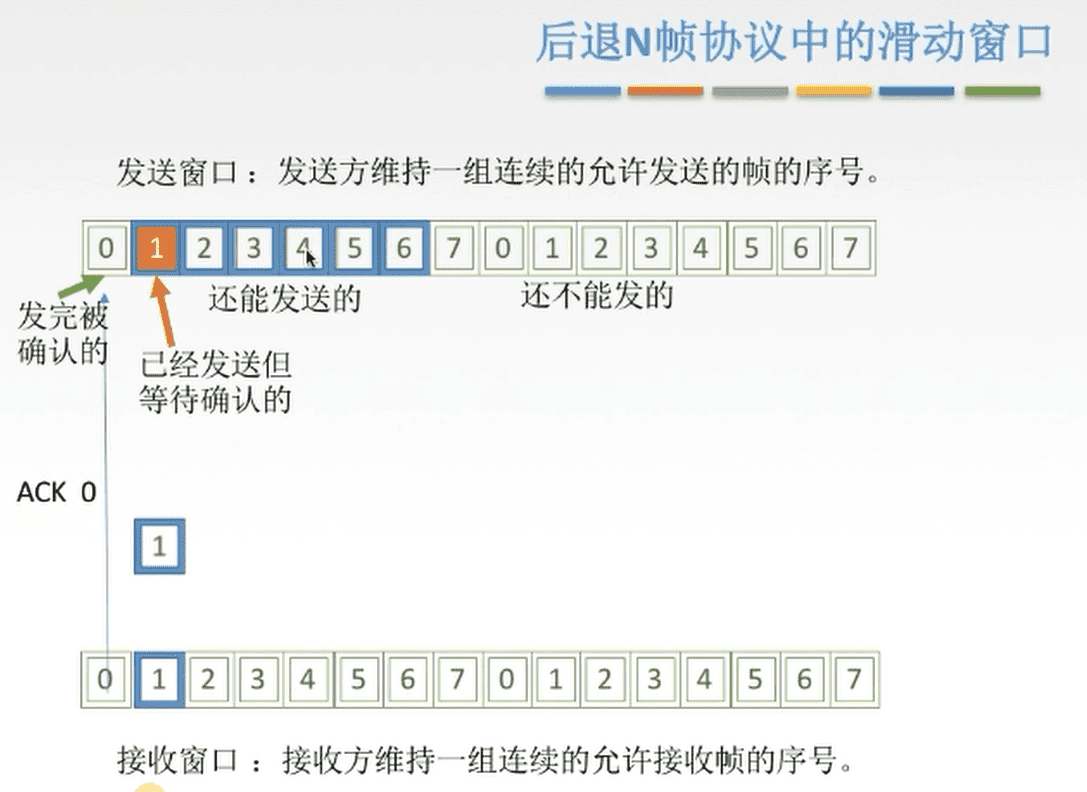 后退N帧协议中的滑动窗口
发送窗口：发送方维持一组连续的允许发送的帧的序号。
0 1 2 3 4 5 6 7 0 1 2 3 4 5 6 7
还能发送的 还不能发的
发完被
确认的
已经发送但
等待确认的
ACK 0
1
0 1 2 3 4 5 6 7 0 1 2 3 4 5 6 7
接收窗口：接收方维持一组连续的允许接收帧的序号。